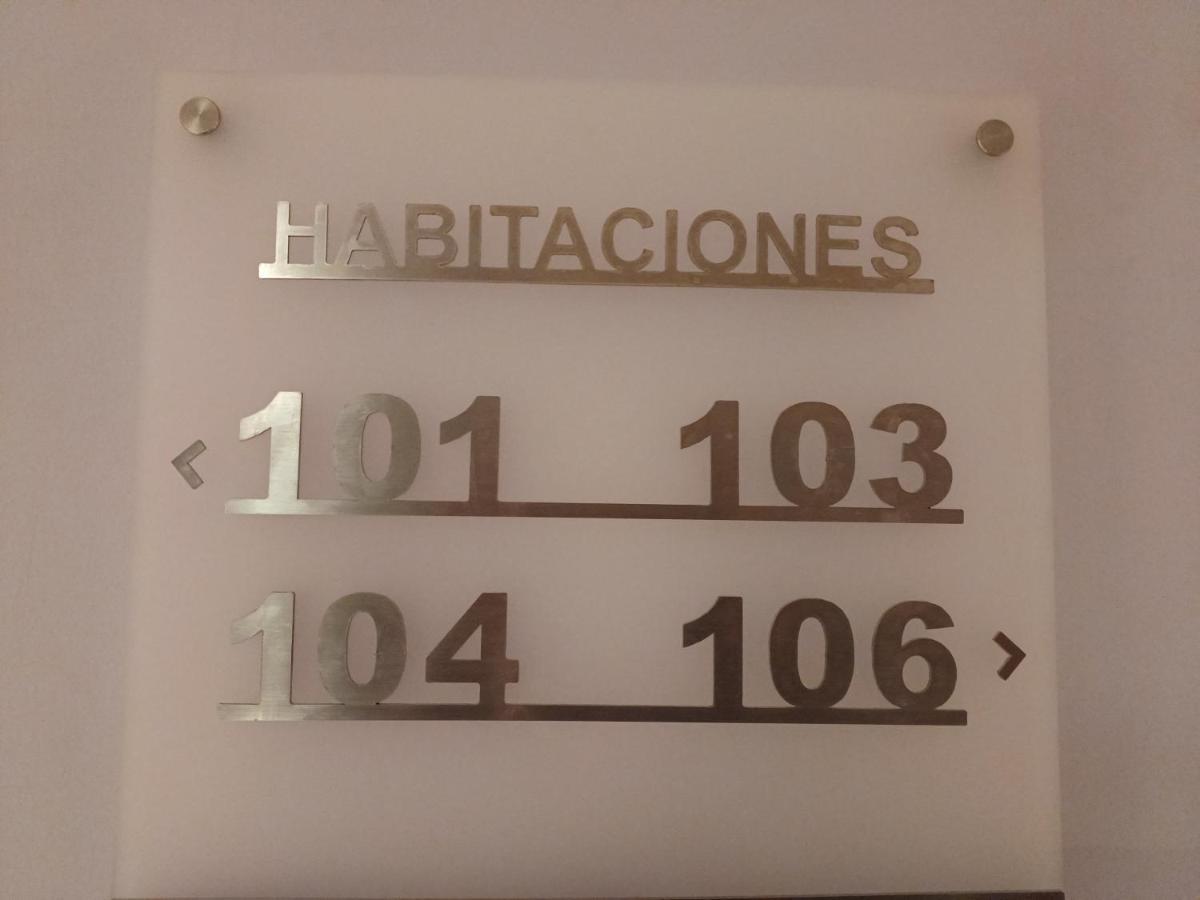 HABITACIONES
< 101 103
104 106 >